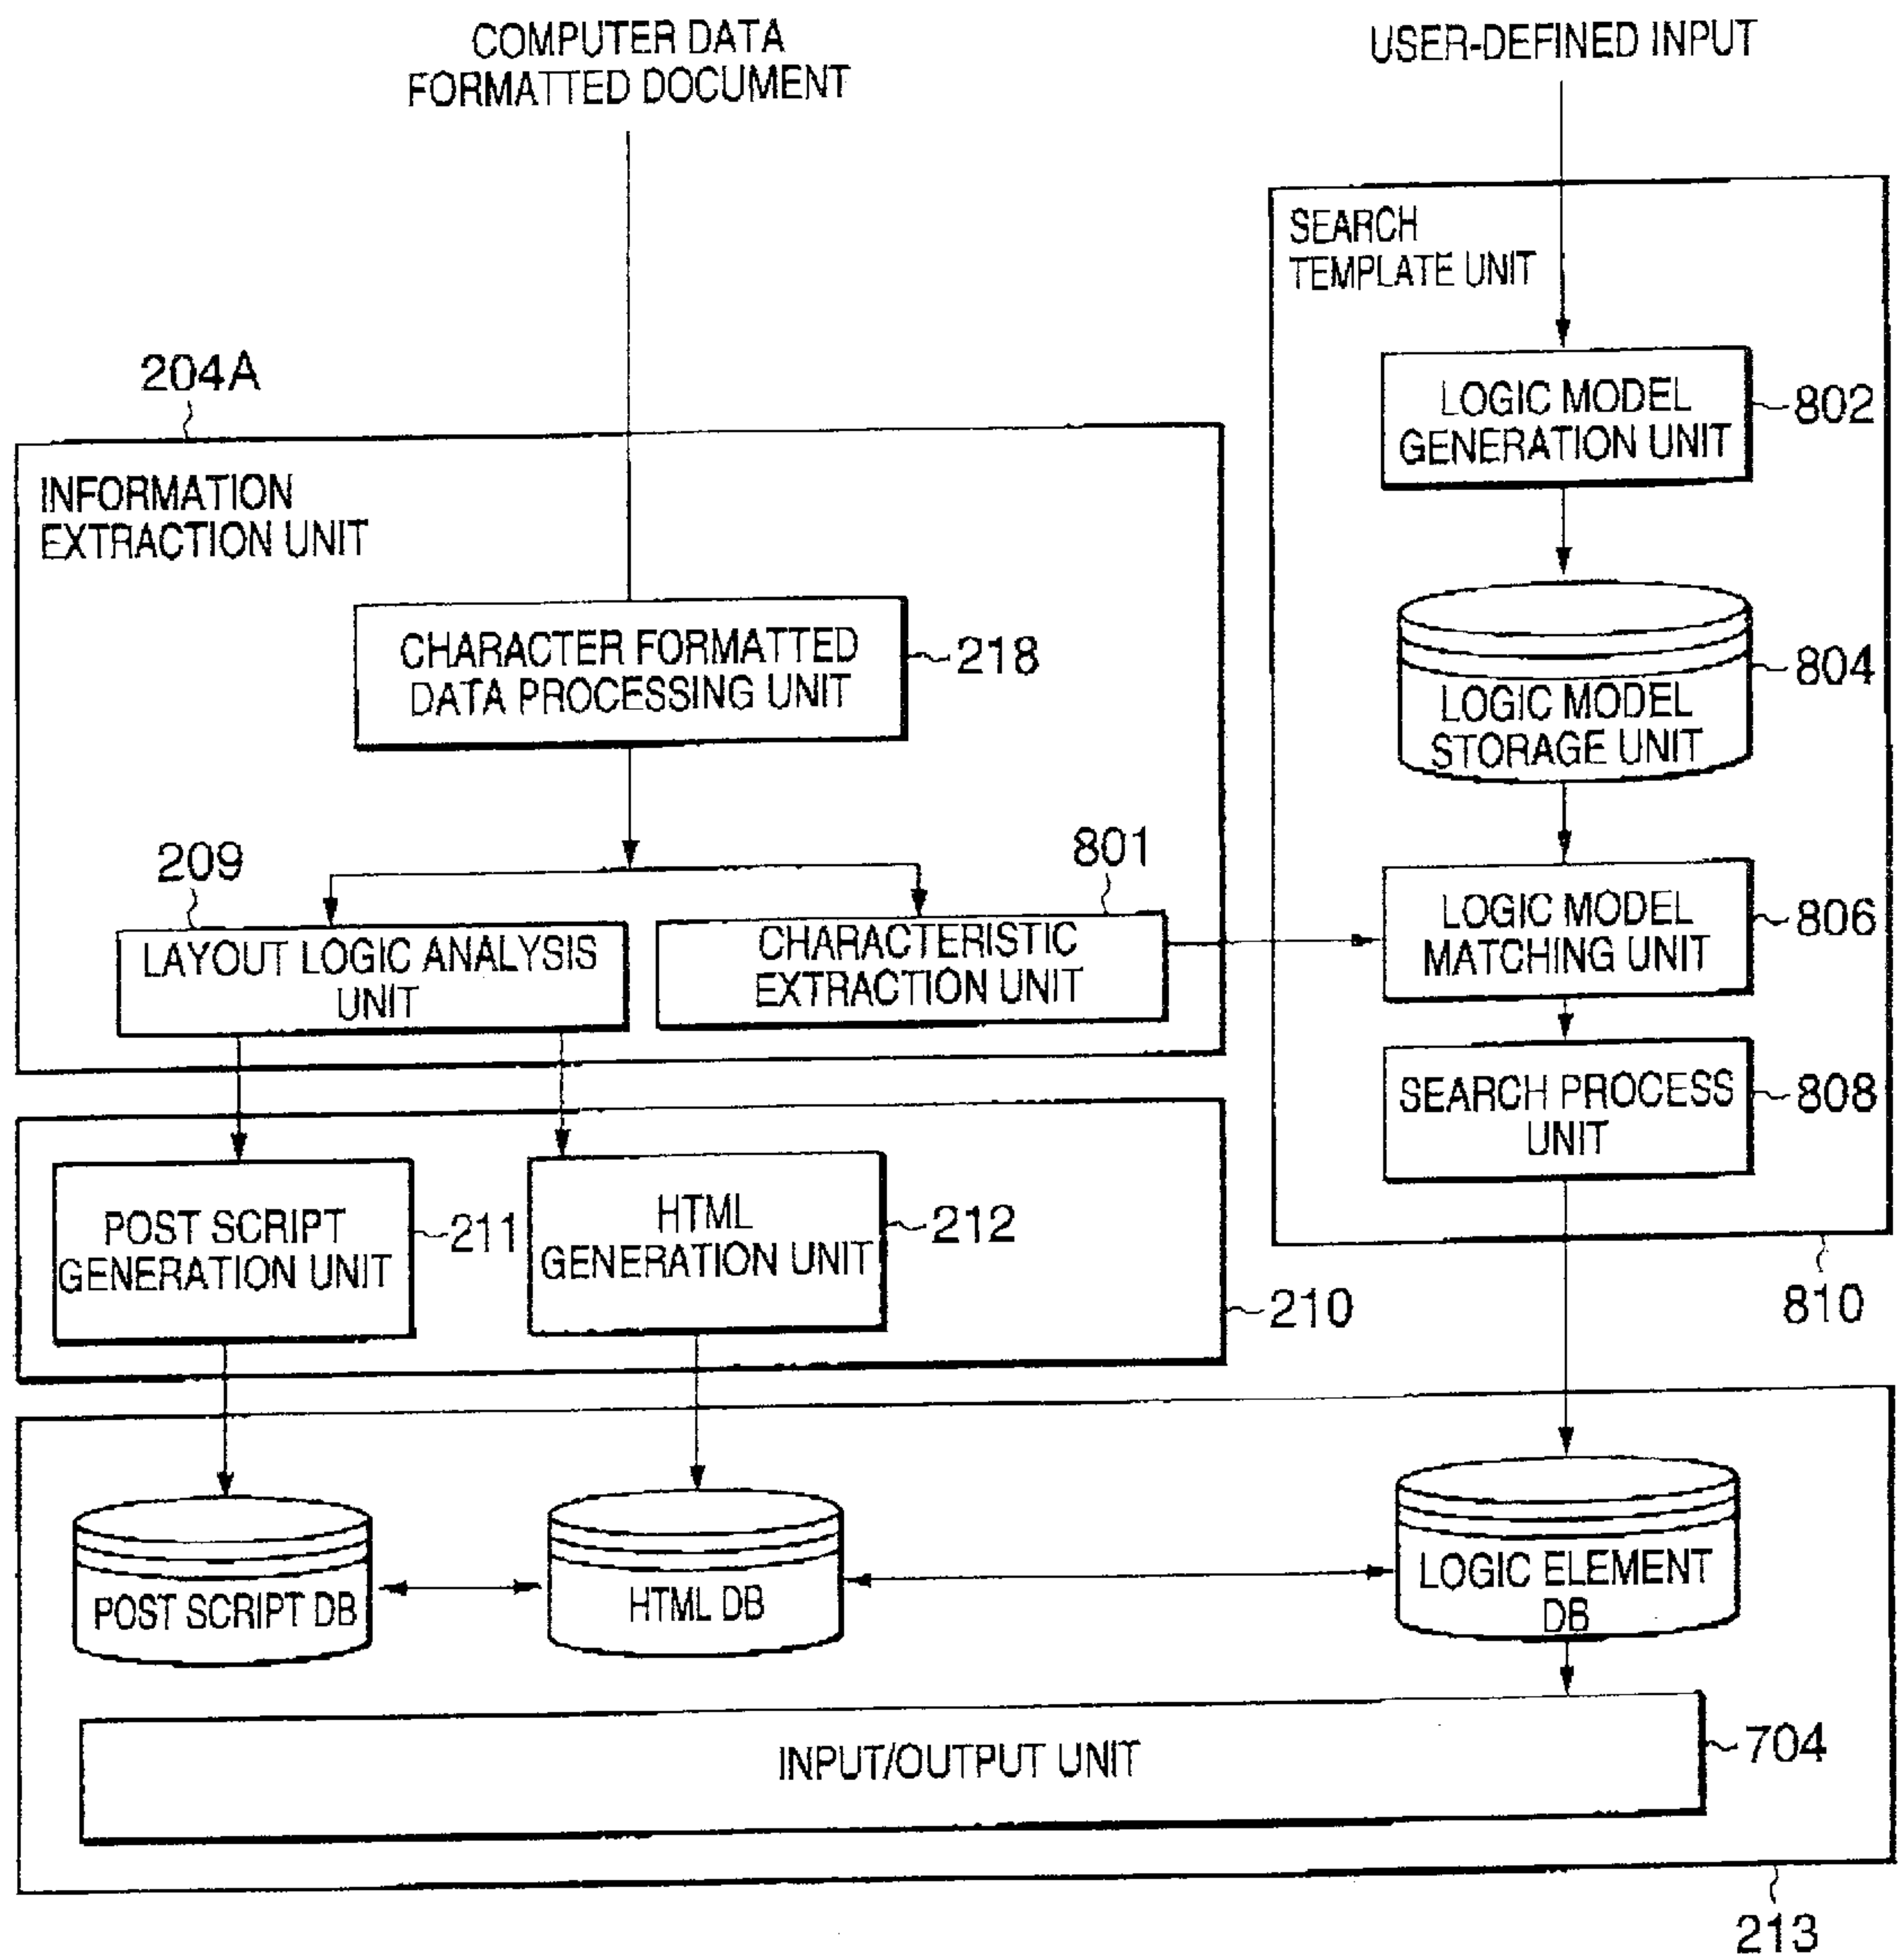 COMPUTER DATA
FORMATTED DOCUMENT
USER-DEFINED INPUT
SEARCH
TEMPLATE UNIT
204A
LOGIC MODEL
GENERATION UNIT
802
INFORMATION
EXTRACTION UNIT
CHARACTER FORMATTED
DATA PROCESSING UNIT
218
LOGIC MODEL
STORAGE UNIT
804
209
801
LAYOUT LOGIC ANALYSIS
UNIT
CHARACTERISTIC
EXTRACTION UNIT
LOGIC MODEL
MATCHING UNIT
806
SEARCH PROCESS
UNIT
808
POST SCRIPT
GENERATION UNIT
211
HTML
GENERATION UNIT
212
210
810
POST SCRIPT DB
HTML DB
LOGIC ELEMENT
DB
INPUT/OUTPUT UNIT
704
213